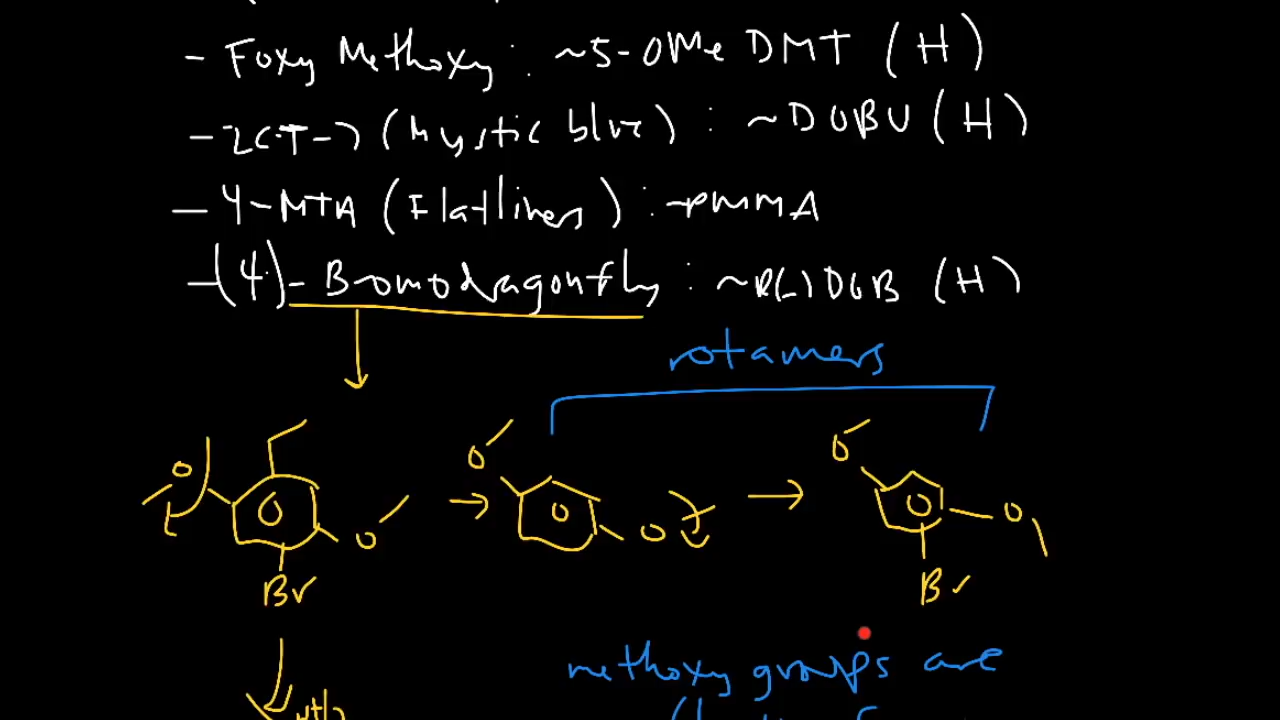 - Foxy Methoxy : ~5-OMe DMT (H)
- 2C-T-7 (Mystic blue) : ~DOBU (H)
- 4-MTA (Flatliners) : ~PMMA
- (4)-Bromodragonfly : ~R(-)DOB (H)
rotamers
O O O
O O O O O
Br Br
methoxy groups are